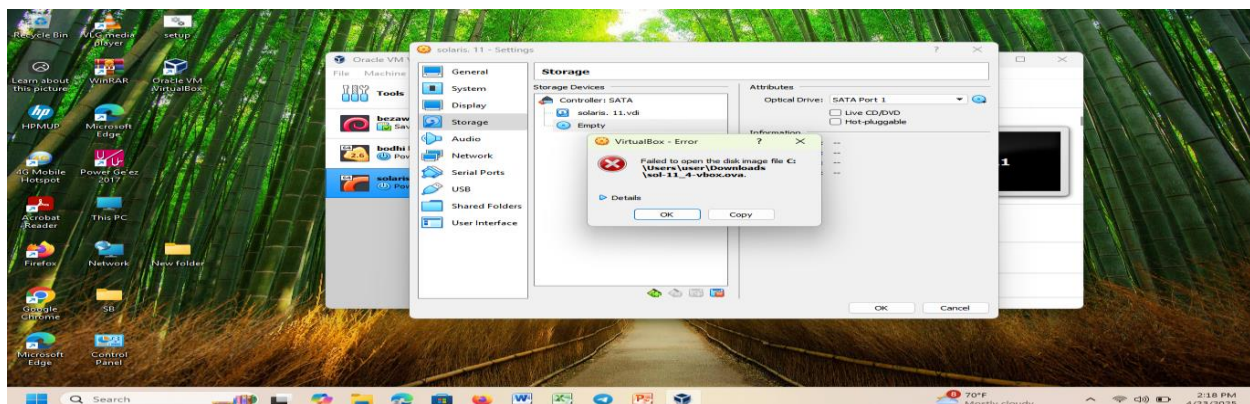 Recycle Bin
VLC media player
setup
Learn about this picture
WinRAR
Oracle VM VirtualBox
HPMUP
Microsoft Edge
4G Mobile Hotspot
Power Ge'ez 2017
Acrobat Reader
This PC
Firefox
Network
New folder
Google Chrome
SB
Microsoft Edge
Control Panel
Oracle VM
File Machine
Tools
bodhi
solaris. 11 - Settings
? ×
General
System
Display
Storage
Audio
Network
Serial Ports
USB
Shared Folders
User Interface
Storage
Storage Devices
Controller: SATA
solaris. 11.vdi
Empty
Attributes
Optical Drive: SATA Port 1
Live CD/DVD
Hot-pluggable
Information
VirtualBox - Error
? ×
Failed to open the disk image file C:
\Users\user\Downloads
\sol-11_4-vbox.ova.
Details
OK Copy
OK Cancel
Search
70°F
Mostly cloudy
2:18 PM
4/23/2025